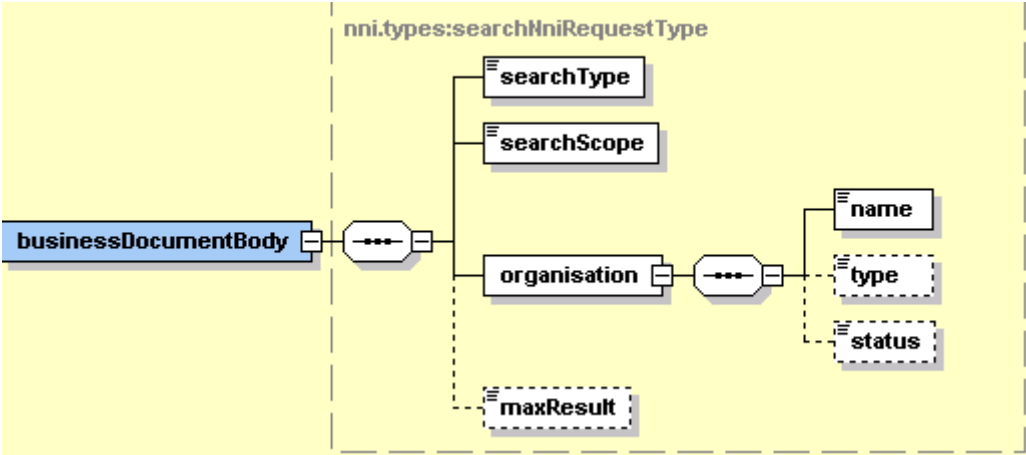 nni.types:searchNniRequestType
searchType
searchScope
businessDocumentBody
organisation
name
type
status
maxResult